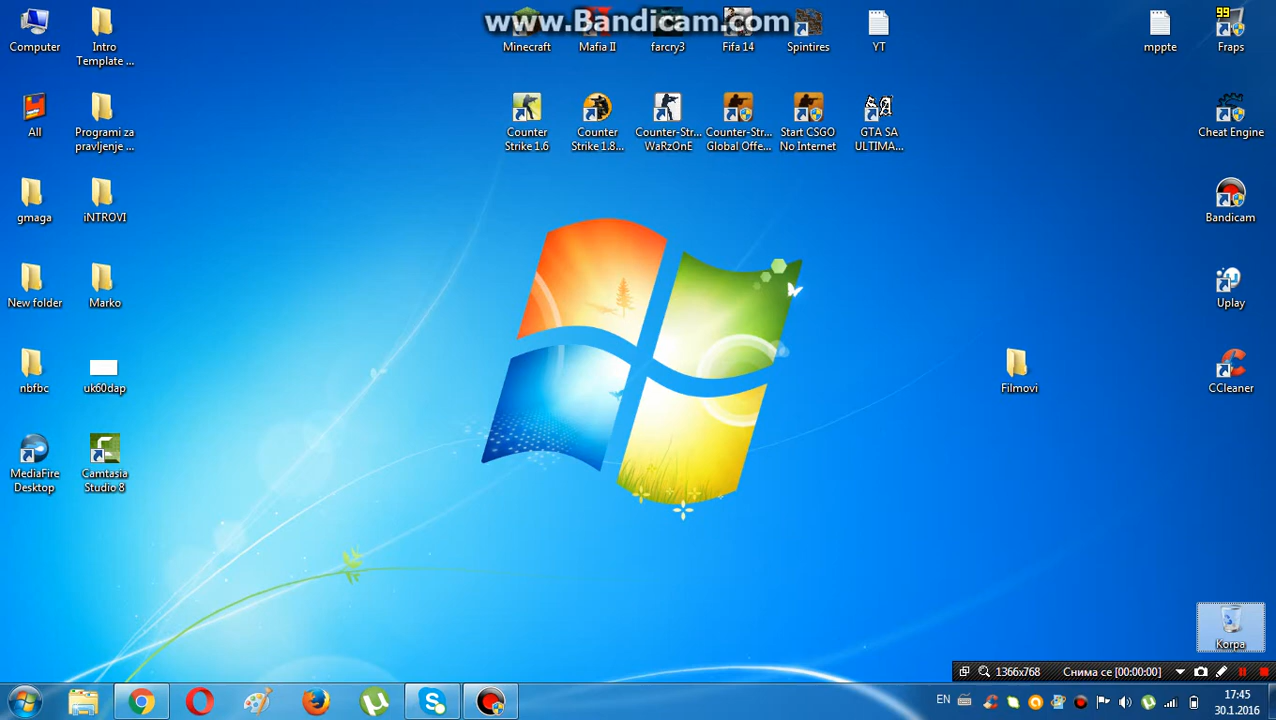 www.Bandicam.com
Computer
Intro
Template ...
Minecraft
Mafia II
farcry3
Fifa 14
Spintires
YT
mppte
99
Fraps
All
Programi za
pravljenje ...
Counter
Strike 1.6
Counter
Strike 1.8...
Counter-Str...
WaRzOnE
Counter-Str...
Global Offe...
Start CSGO
No Internet
GTA SA
ULTIMA...
Cheat Engine
gmaga
iNTROVI
Bandicam
New folder
Marko
Uplay
nbfbc
uk60dap
Filmovi
CCleaner
MediaFire
Desktop
Camtasia
Studio 8
Korpa
1366x768
Снима се [00:00:00]
EN
17:45
30.1.2016